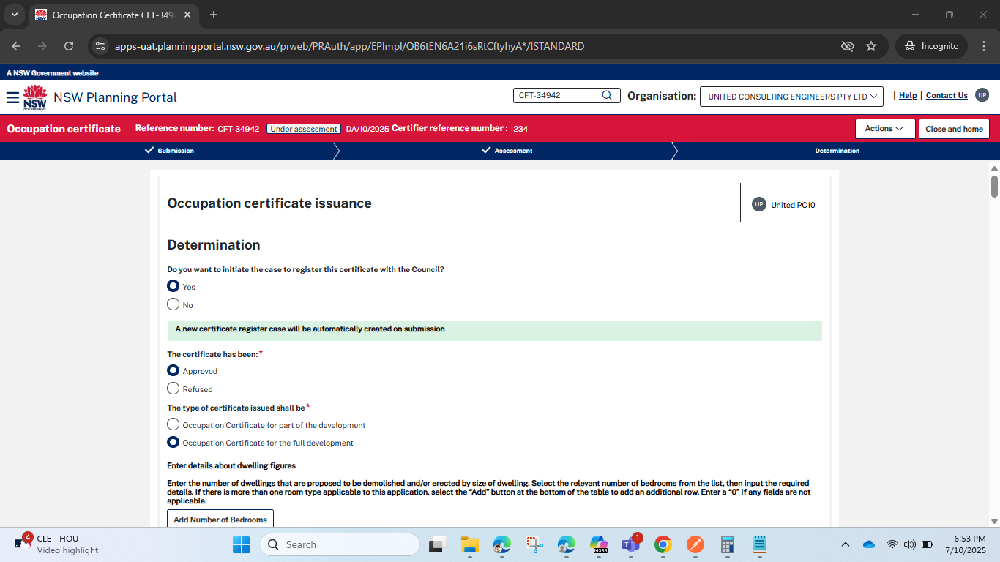 Occupation Certificate CFT-349
apps-uat.planningportal.nsw.gov.au/prweb/PRAuth/app/EPImpl/QB6tEN6A21i6sRtCftyhyA*/!STANDARD
Incognito
A NSW Government website
NSW
GOVERNMENT
NSW Planning Portal
CFT-34942
Organisation:
UNITED CONSULTING ENGINEERS PTY LTD
| Help | Contact Us
UP
Occupation certificate
Reference number: CFT-34942
Under assessment
DA/10/2025 Certifier reference number : 1234
Actions
Close and home
Submission
Assessment
Determination
Occupation certificate issuance
UP
United PC10
Determination
Do you want to initiate the case to register this certificate with the Council?
Yes
No
A new certificate register case will be automatically created on submission
The certificate has been:*
Approved
Refused
The type of certificate issued shall be*
Occupation Certificate for part of the development
Occupation Certificate for the full development
Enter details about dwelling figures
Enter the number of dwellings that are proposed to be demolished and/or erected by size of dwelling. Select the relevant number of bedrooms from the list, then input the required
details. If there is more than one room type applicable to this application, select the “Add” button at the bottom of the table to add an additional row. Enter a “0” if any fields are not
applicable.
Add Number of Bedrooms
4
CLE - HOU
Video highlight
Search
M365
1
6:53 PM
7/10/2025